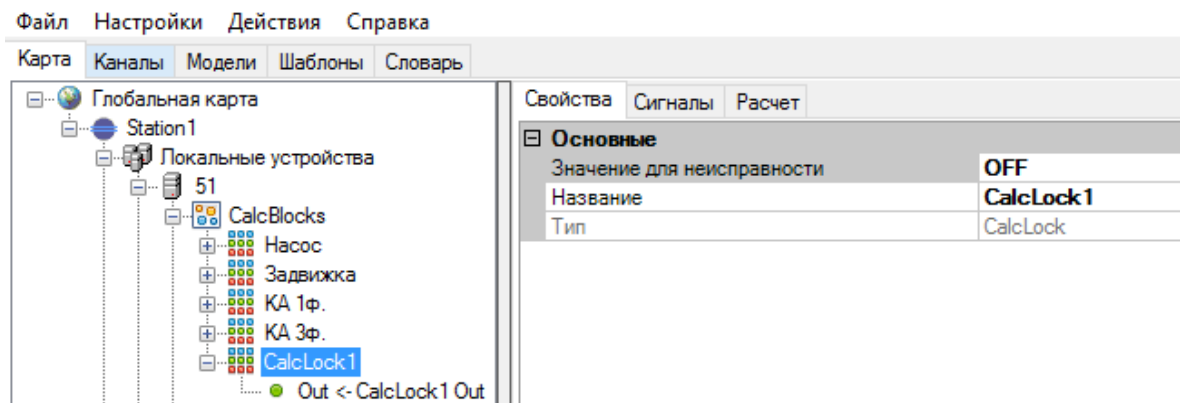 Файл Настройки Действия Справка
Карта Каналы Модели Шаблоны Словарь
Глобальная карта
Station1
Локальные устройства
51
CalcBlocks
Насос
Задвижка
КА 1ф.
КА 3ф.
CalcLock1
Out <- CalcLock1 Out
Свойства Сигналы Расчет
Основные
Значение для неисправности OFF
Название CalcLock1
Тип CalcLock